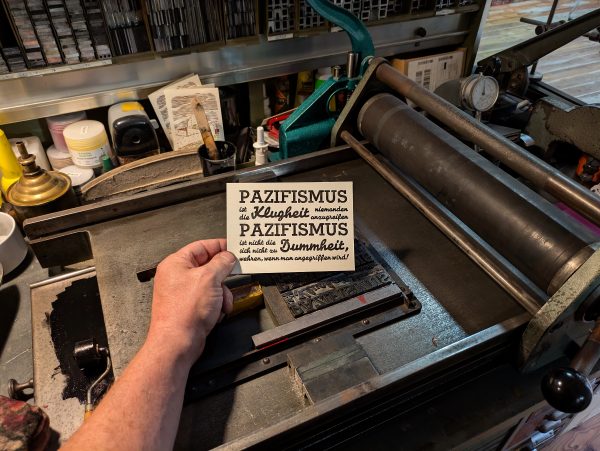 PAZIFISMUS
ist Klugheit niemanden
die anzugreifen
PAZIFISMUS
ist nicht die
sich nicht zu Dummheit,
wehren, wenn man angegriffen wird!